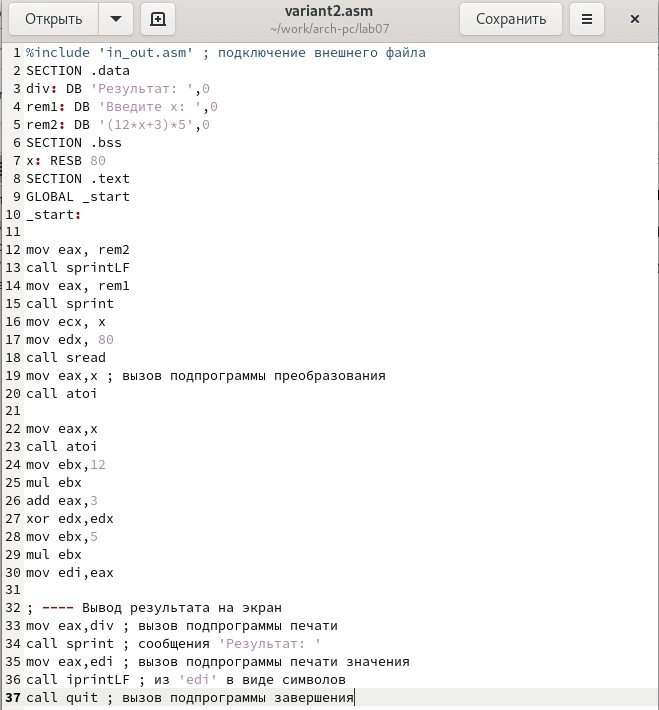 Открыть
variant2.asm
~/work/arch-pc/lab07
Сохранить
1 %include 'in_out.asm' ; подключение внешнего файла
2 SECTION .data
3 div: DB 'Результат: ',0
4 rem1: DB 'Введите x: ',0
5 rem2: DB '(12*x+3)*5',0
6 SECTION .bss
7 x: RESB 80
8 SECTION .text
9 GLOBAL _start
10 _start:
11
12 mov eax, rem2
13 call sprintLF
14 mov eax, rem1
15 call sprint
16 mov ecx, x
17 mov edx, 80
18 call sread
19 mov eax,x ; вызов подпрограммы преобразования
20 call atoi
21
22 mov eax,x
23 call atoi
24 mov ebx,12
25 mul ebx
26 add eax,3
27 xor edx,edx
28 mov ebx,5
29 mul ebx
30 mov edi,eax
31
32 ; ---- Вывод результата на экран
33 mov eax,div ; вызов подпрограммы печати
34 call sprint ; сообщения 'Результат: '
35 mov eax,edi ; вызов подпрограммы печати значения
36 call iprintLF ; из 'edi' в виде символов
37 call quit ; вызов подпрограммы завершения